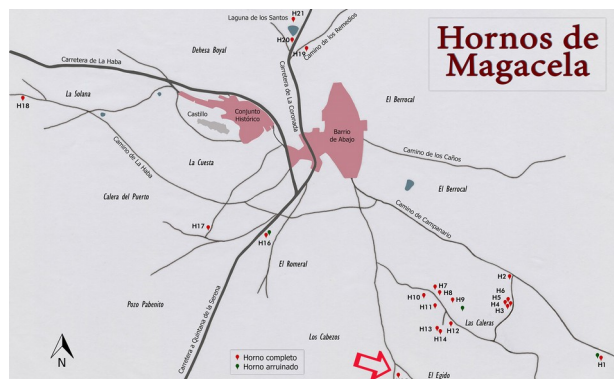 Hornos de
Magacela
H21
Laguna de los Santos
H20
H19
Camino de los Remedios
Dehesa Boyal
Carretera de La Haba
Carretera de La Coronada
La Solana
H18
Castillo
Conjunto
Histórico
Barrio
de Abajo
El Berrocal
Camino de los Caños
Camino de La Haba
La Cuesta
Calera del Puerto
El Berrocal
Camino de Campanario
H17
H16
El Romeral
H2
H7
H8
H6
H10
H9
H5
H4
H11
H3
Pozo Pabenito
Carretera a Quintana de la Serena
Los Cabezos
H13
H12
H14
Las Caleras
H1
N
Horno completo
Horno arruinado
El Egido